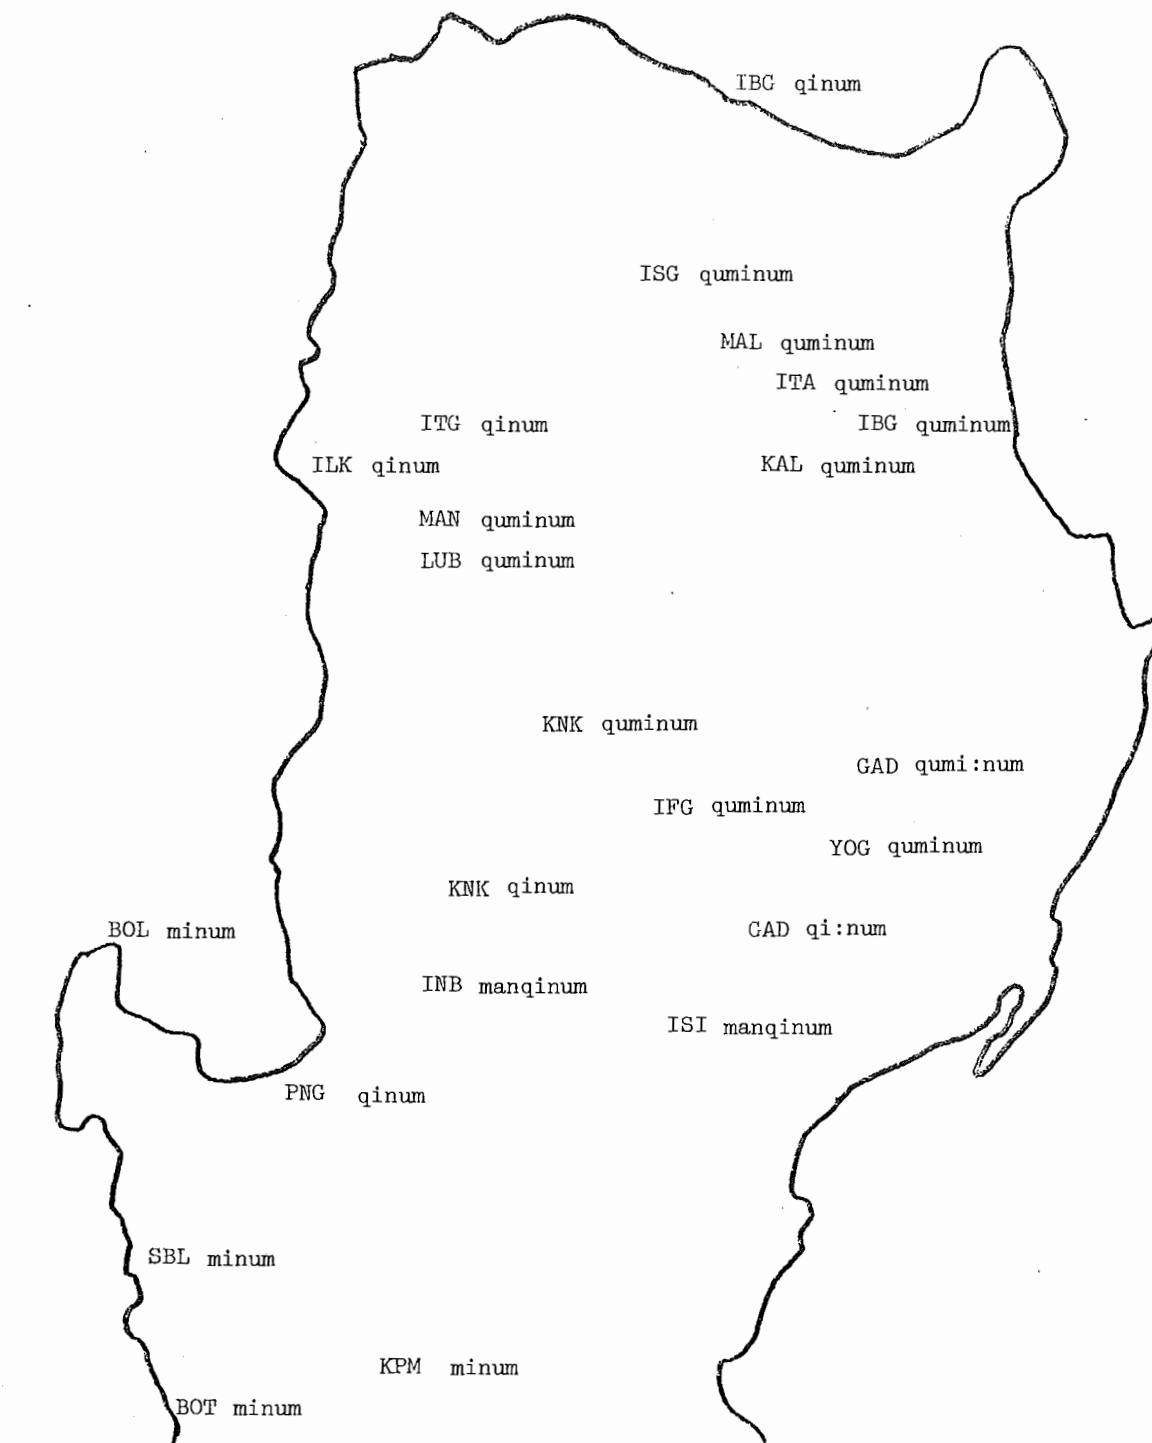 IBG qinum
ISG quminum
MAL quminum
ITA quminum
ITG qinum
IBG quminum
ILK qinum
KAL quminum
MAN quminum
LUB quminum
KNK quminum
GAD qumi:num
IFG quminum
YOG quminum
KNK qinum
BOL minum
GAD qi:num
INB manqinum
ISI manqinum
PNG qinum
SBL minum
KPM minum
BOT minum